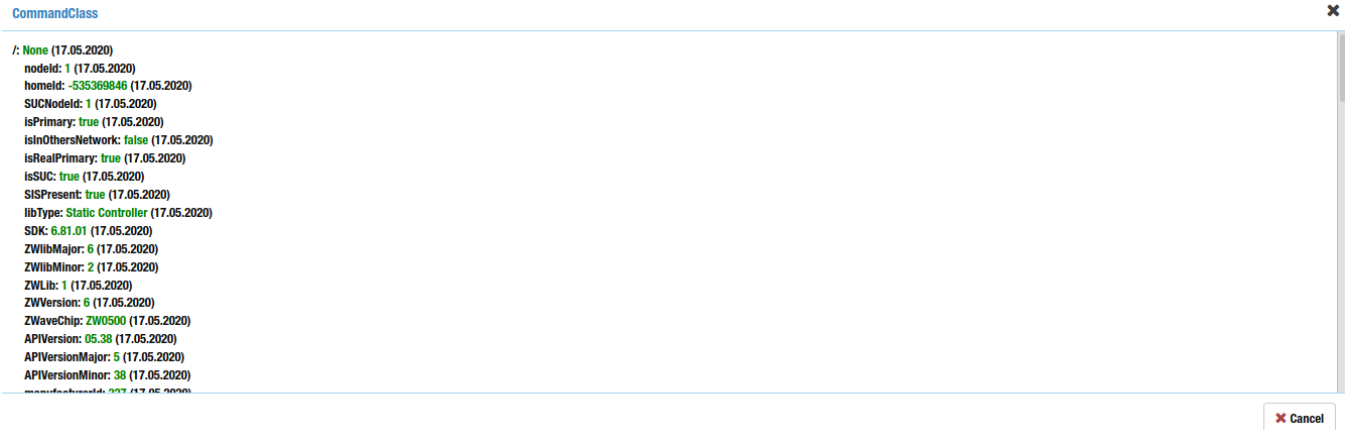 CommandClass
/: None (17.05.2020)
nodeId: 1 (17.05.2020)
homeId: -535369846 (17.05.2020)
SUCNodeId: 1 (17.05.2020)
isPrimary: true (17.05.2020)
isInOthersNetwork: false (17.05.2020)
isRealPrimary: true (17.05.2020)
isSUC: true (17.05.2020)
SISPresent: true (17.05.2020)
libType: Static Controller (17.05.2020)
SDK: 6.81.01 (17.05.2020)
ZWlibMajor: 6 (17.05.2020)
ZWlibMinor: 2 (17.05.2020)
ZWLib: 1 (17.05.2020)
ZWVersion: 6 (17.05.2020)
ZWaveChip: ZW0500 (17.05.2020)
APIVersion: 05.38 (17.05.2020)
APIVersionMajor: 5 (17.05.2020)
APIVersionMinor: 38 (17.05.2020)
manufacturerId: 327 (17.05.2020)
Cancel